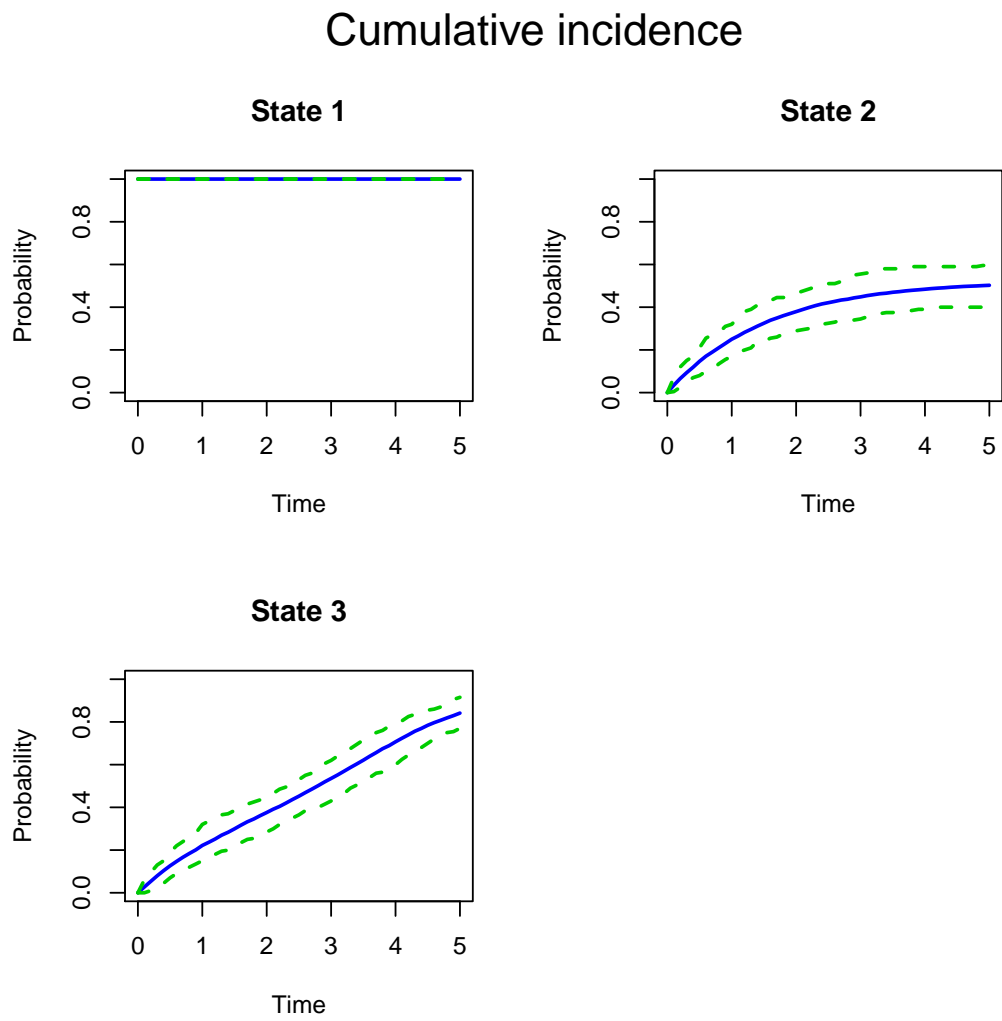 Cumulative incidence
State 1
Probability
0.0 0.4 0.8
0 1 2 3 4 5
Time
State 2
Probability
0.0 0.4 0.8
0 1 2 3 4 5
Time
State 3
Probability
0.0 0.4 0.8
0 1 2 3 4 5
Time